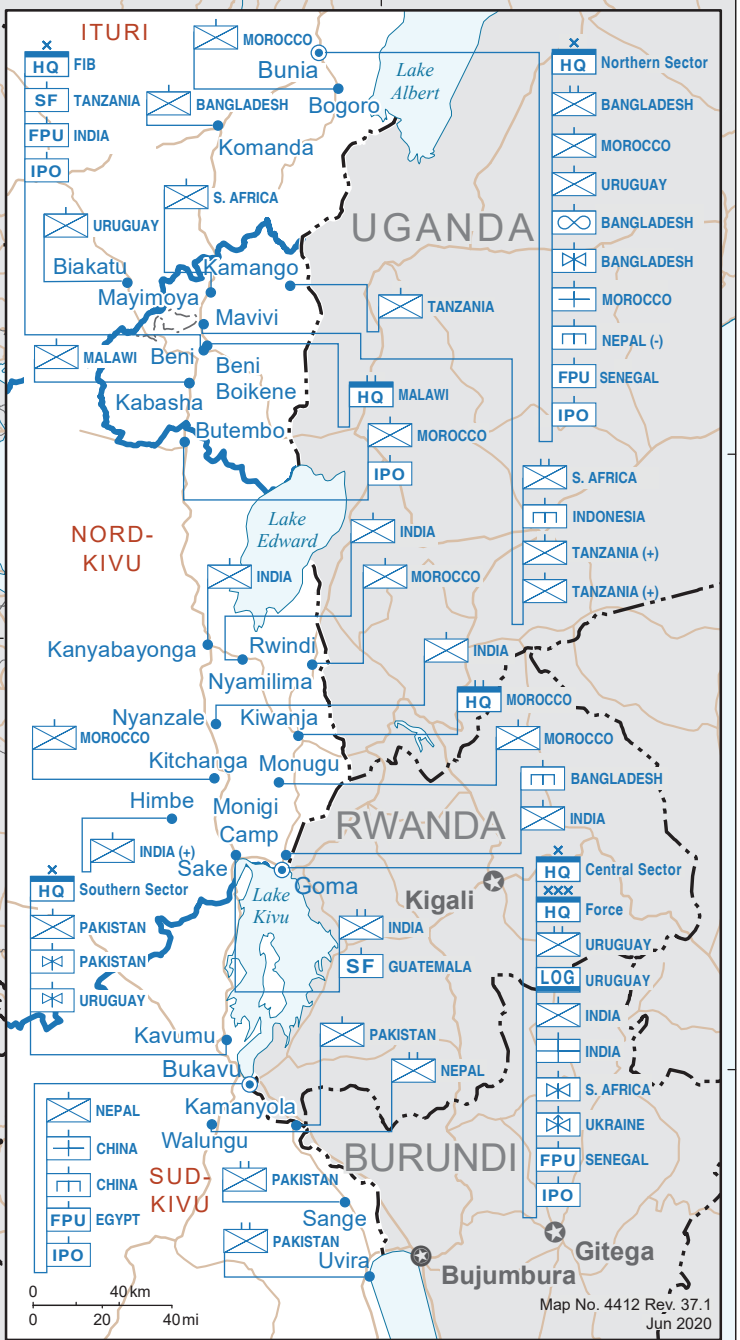 ITURI
HQ FIB
SF TANZANIA
FPU INDIA
IPO
MOROCCO
Bunia
Bogoro
BANGLADESH
Komanda
Lake
Albert
HQ Northern Sector
BANGLADESH
MOROCCO
URUGUAY
BANGLADESH
BANGLADESH
MOROCCO
NEPAL (-)
FPU SENEGAL
IPO
UGANDA
S. AFRICA
URUGUAY
Biakatu
Kamango
Mayimoya
TANZANIA
Mavivi
MALAWI
Beni
Beni
Boikene
Kabasha
HQ MALAWI
Butembo
MOROCCO
IPO
S. AFRICA
INDONESIA
TANZANIA (+)
TANZANIA (+)
NORD-
KIVU
Lake
Edward
INDIA
INDIA
MOROCCO
Kanyabayonga
Rwindi
Nyamilima
INDIA
HQ MOROCCO
Nyanzale
Kiwanja
MOROCCO
MOROCCO
Kitchanga
Monugu
BANGLADESH
INDIA
Himbe
Monigi
Camp
RWANDA
INDIA (+)
Sake
Goma
Kigali
Lake
Kivu
HQ Southern Sector
PAKISTAN
PAKISTAN
URUGUAY
INDIA
SF GUATEMALA
HQ Central Sector
XXX
HQ Force
URUGUAY
LOG URUGUAY
INDIA
INDIA
S. AFRICA
UKRAINE
FPU SENEGAL
IPO
Kavumu
PAKISTAN
Bukavu
NEPAL
Kamanyola
Walungu
BURUNDI
NEPAL
CHINA
CHINA
FPU EGYPT
IPO
SUD-
KIVU
PAKISTAN
Sange
PAKISTAN
Uvira
Gitega
Bujumbura
0 40 km
0 20 40 mi
Map No. 4412 Rev. 37.1
Jun 2020